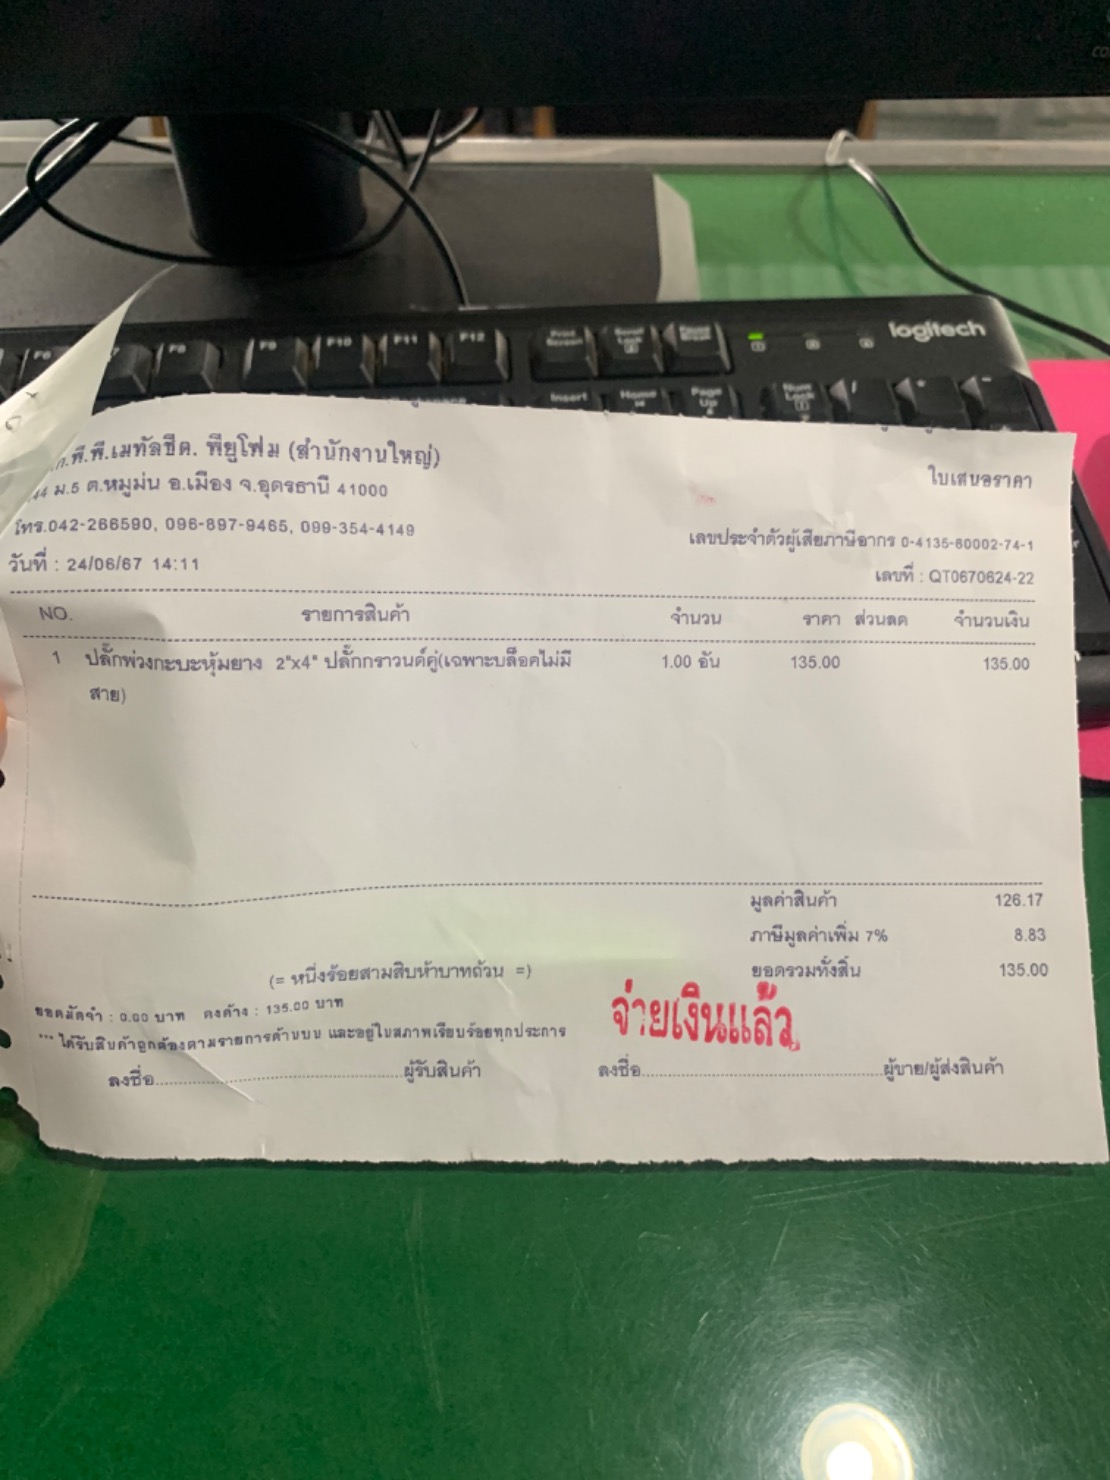 logitech
F6 F8 F9 F10 F11 F12 Print Screen Scroll Lock Pause Break
Insert Home Page Up Num Lock / * -
.พี.พี.เมทัลชีต. พียูโฟม (สำนักงานใหญ่)
ใบเสนอราคา
44 ม.5 ต.หมูม่น อ.เมือง จ.อุดรธานี 41000
โทร.042-266590, 096-897-9465, 099-354-4149
เลขประจำตัวผู้เสียภาษีอากร 0-4135-60002-74-1
วันที่ : 24/06/67 14:11
เลขที่ : QT0670624-22
NO. รายการสินค้า จำนวน ราคา ส่วนลด จำนวนเงิน
1 ปลั๊กพ่วงกะบะหุ้มยาง 2"x4" ปลั๊กกราวนด์คู่(เฉพาะบล็อคไม่มี 1.00 อัน 135.00 135.00
สาย)
มูลค่าสินค้า 126.17
ภาษีมูลค่าเพิ่ม 7% 8.83
(= หนึ่งร้อยสามสิบห้าบาทถ้วน =) ยอดรวมทั้งสิ้น 135.00
ยอดมัดจำ : 0.00 บาท คงค้าง : 135.00 บาท
จ่ายเงินแล้ว
*** ได้รับสินค้าถูกต้องตามรายการด้านบน และอยู่ในสภาพเรียบร้อยทุกประการ
ลงชื่อ..............................ผู้รับสินค้า ลงชื่อ..............................ผู้ขาย/ผู้ส่งสินค้า